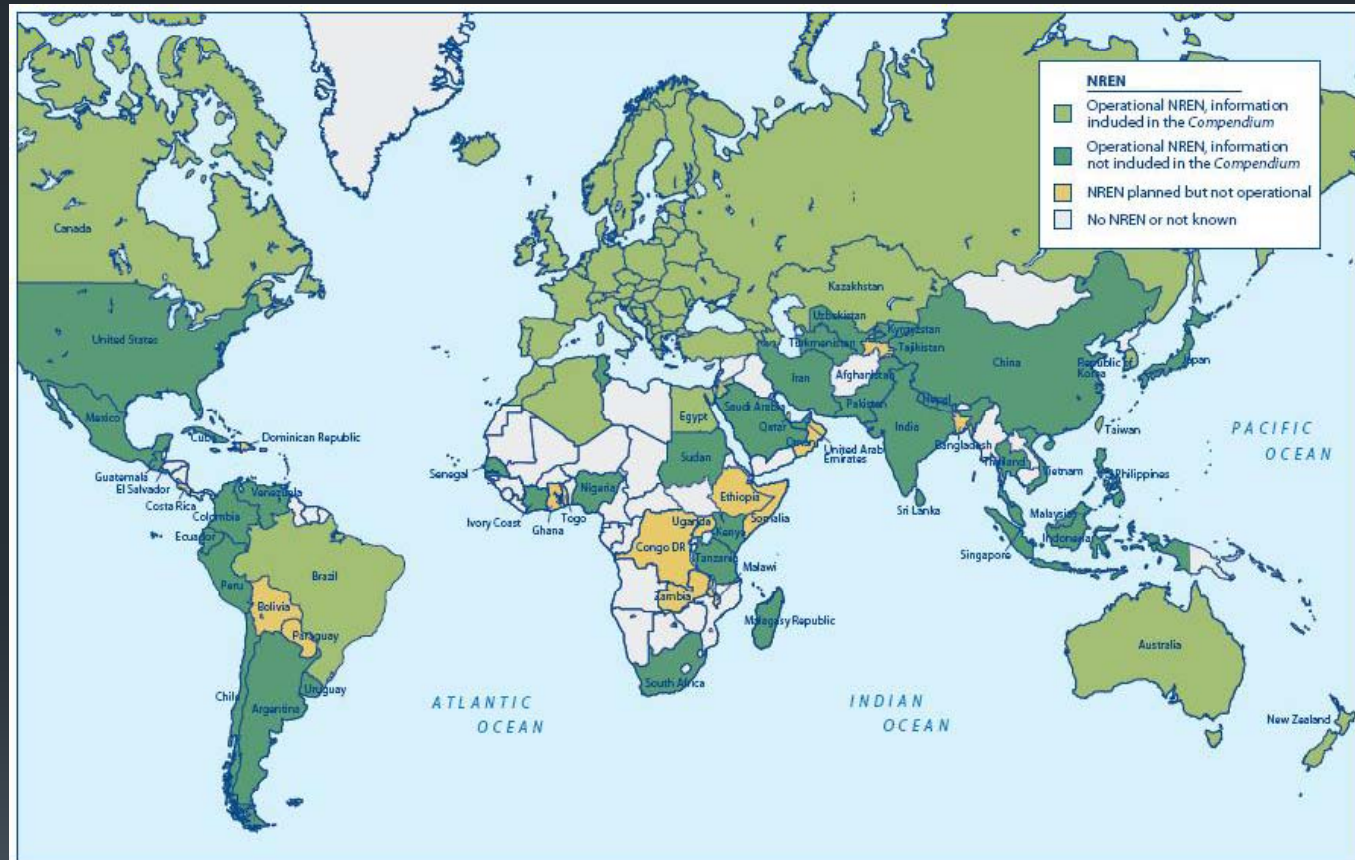 NREN
Operational NREN, information
included in the Compendium
Operational NREN, information
not included in the Compendium
NREN planned but not operational
No NREN or not known
Canada
United States
Mexico
Cuba
Dominican Republic
Guatemala
El Salvador
Costa Rica
Venezuela
Colombia
Ecuador
Peru
Brazil
Bolivia
Paraguay
Chile
Uruguay
Argentina
ATLANTIC
OCEAN
Senegal
Ivory Coast
Ghana
Togo
Nigeria
Egypt
Sudan
Ethiopia
Somalia
Uganda
Kenya
Congo DR
Tanzania
Malawi
Zambia
Malagasy Republic
South Africa
Kazakhstan
Uzbekistan
Kyrgyzstan
Turkmenistan
Tajikistan
Afghanistan
Iran
Pakistan
Saudi Arabia
Qatar
Oman
United Arab
Emirates
China
Nepal
India
Bangladesh
Sri Lanka
Thailand
Vietnam
Republic of
Korea
Japan
Taiwan
Philippines
Malaysia
Singapore
Indonesia
PACIFIC
OCEAN
INDIAN
OCEAN
Australia
New Zealand